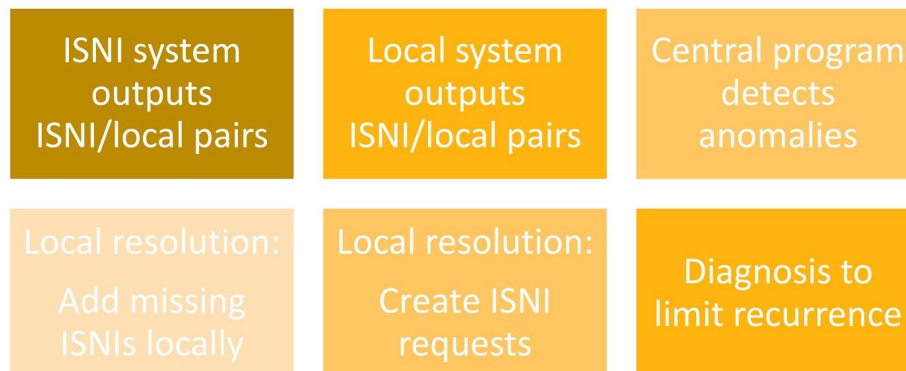 ISNI system
outputs
ISNI/local pairs
Local system
outputs
ISNI/local pairs
Central program
detects
anomalies
Local resolution:
Add missing
ISNIs locally
Local resolution:
Create ISNI
requests
Diagnosis to
limit recurrence